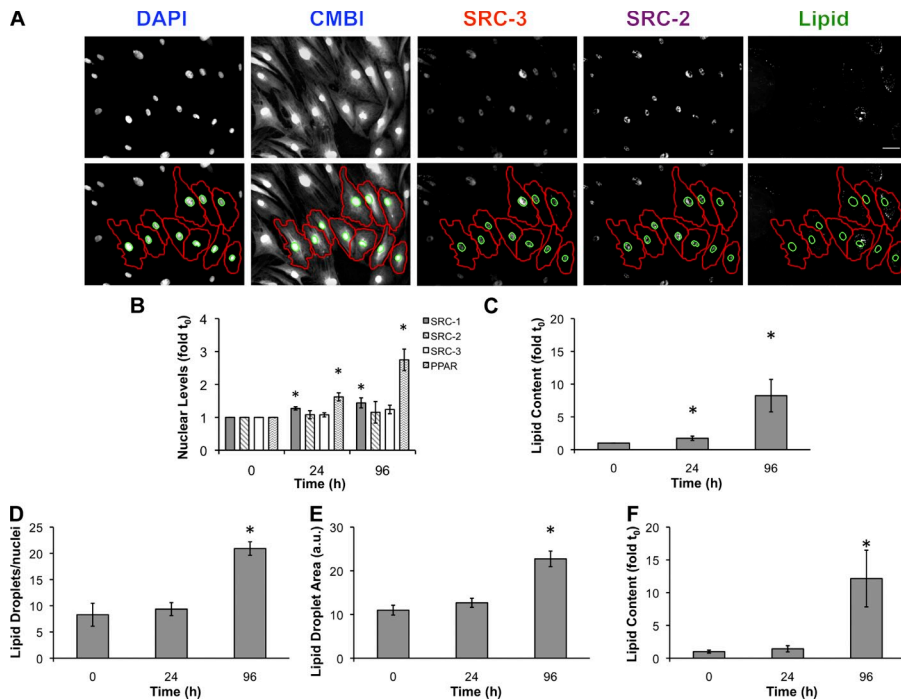 A
DAPI CMBI SRC-3 SRC-2 Lipid
B
Nuclear Levels (fold t0)
4
3
2
1
0
* * * *
0 24 96
Time (h)
SRC-1
SRC-2
SRC-3
PPAR
C
Lipid Content (fold t0)
20
15
10
5
0
* *
0 24 96
Time (h)
D
Lipid Droplets/nuclei
25
20
15
10
5
0
*
0 24 96
Time (h)
E
Lipid Droplet Area (a.u.)
30
20
10
0
*
0 24 96
Time (h)
F
Lipid Content (fold t0)
20
15
10
5
0
*
0 24 96
Time (h)